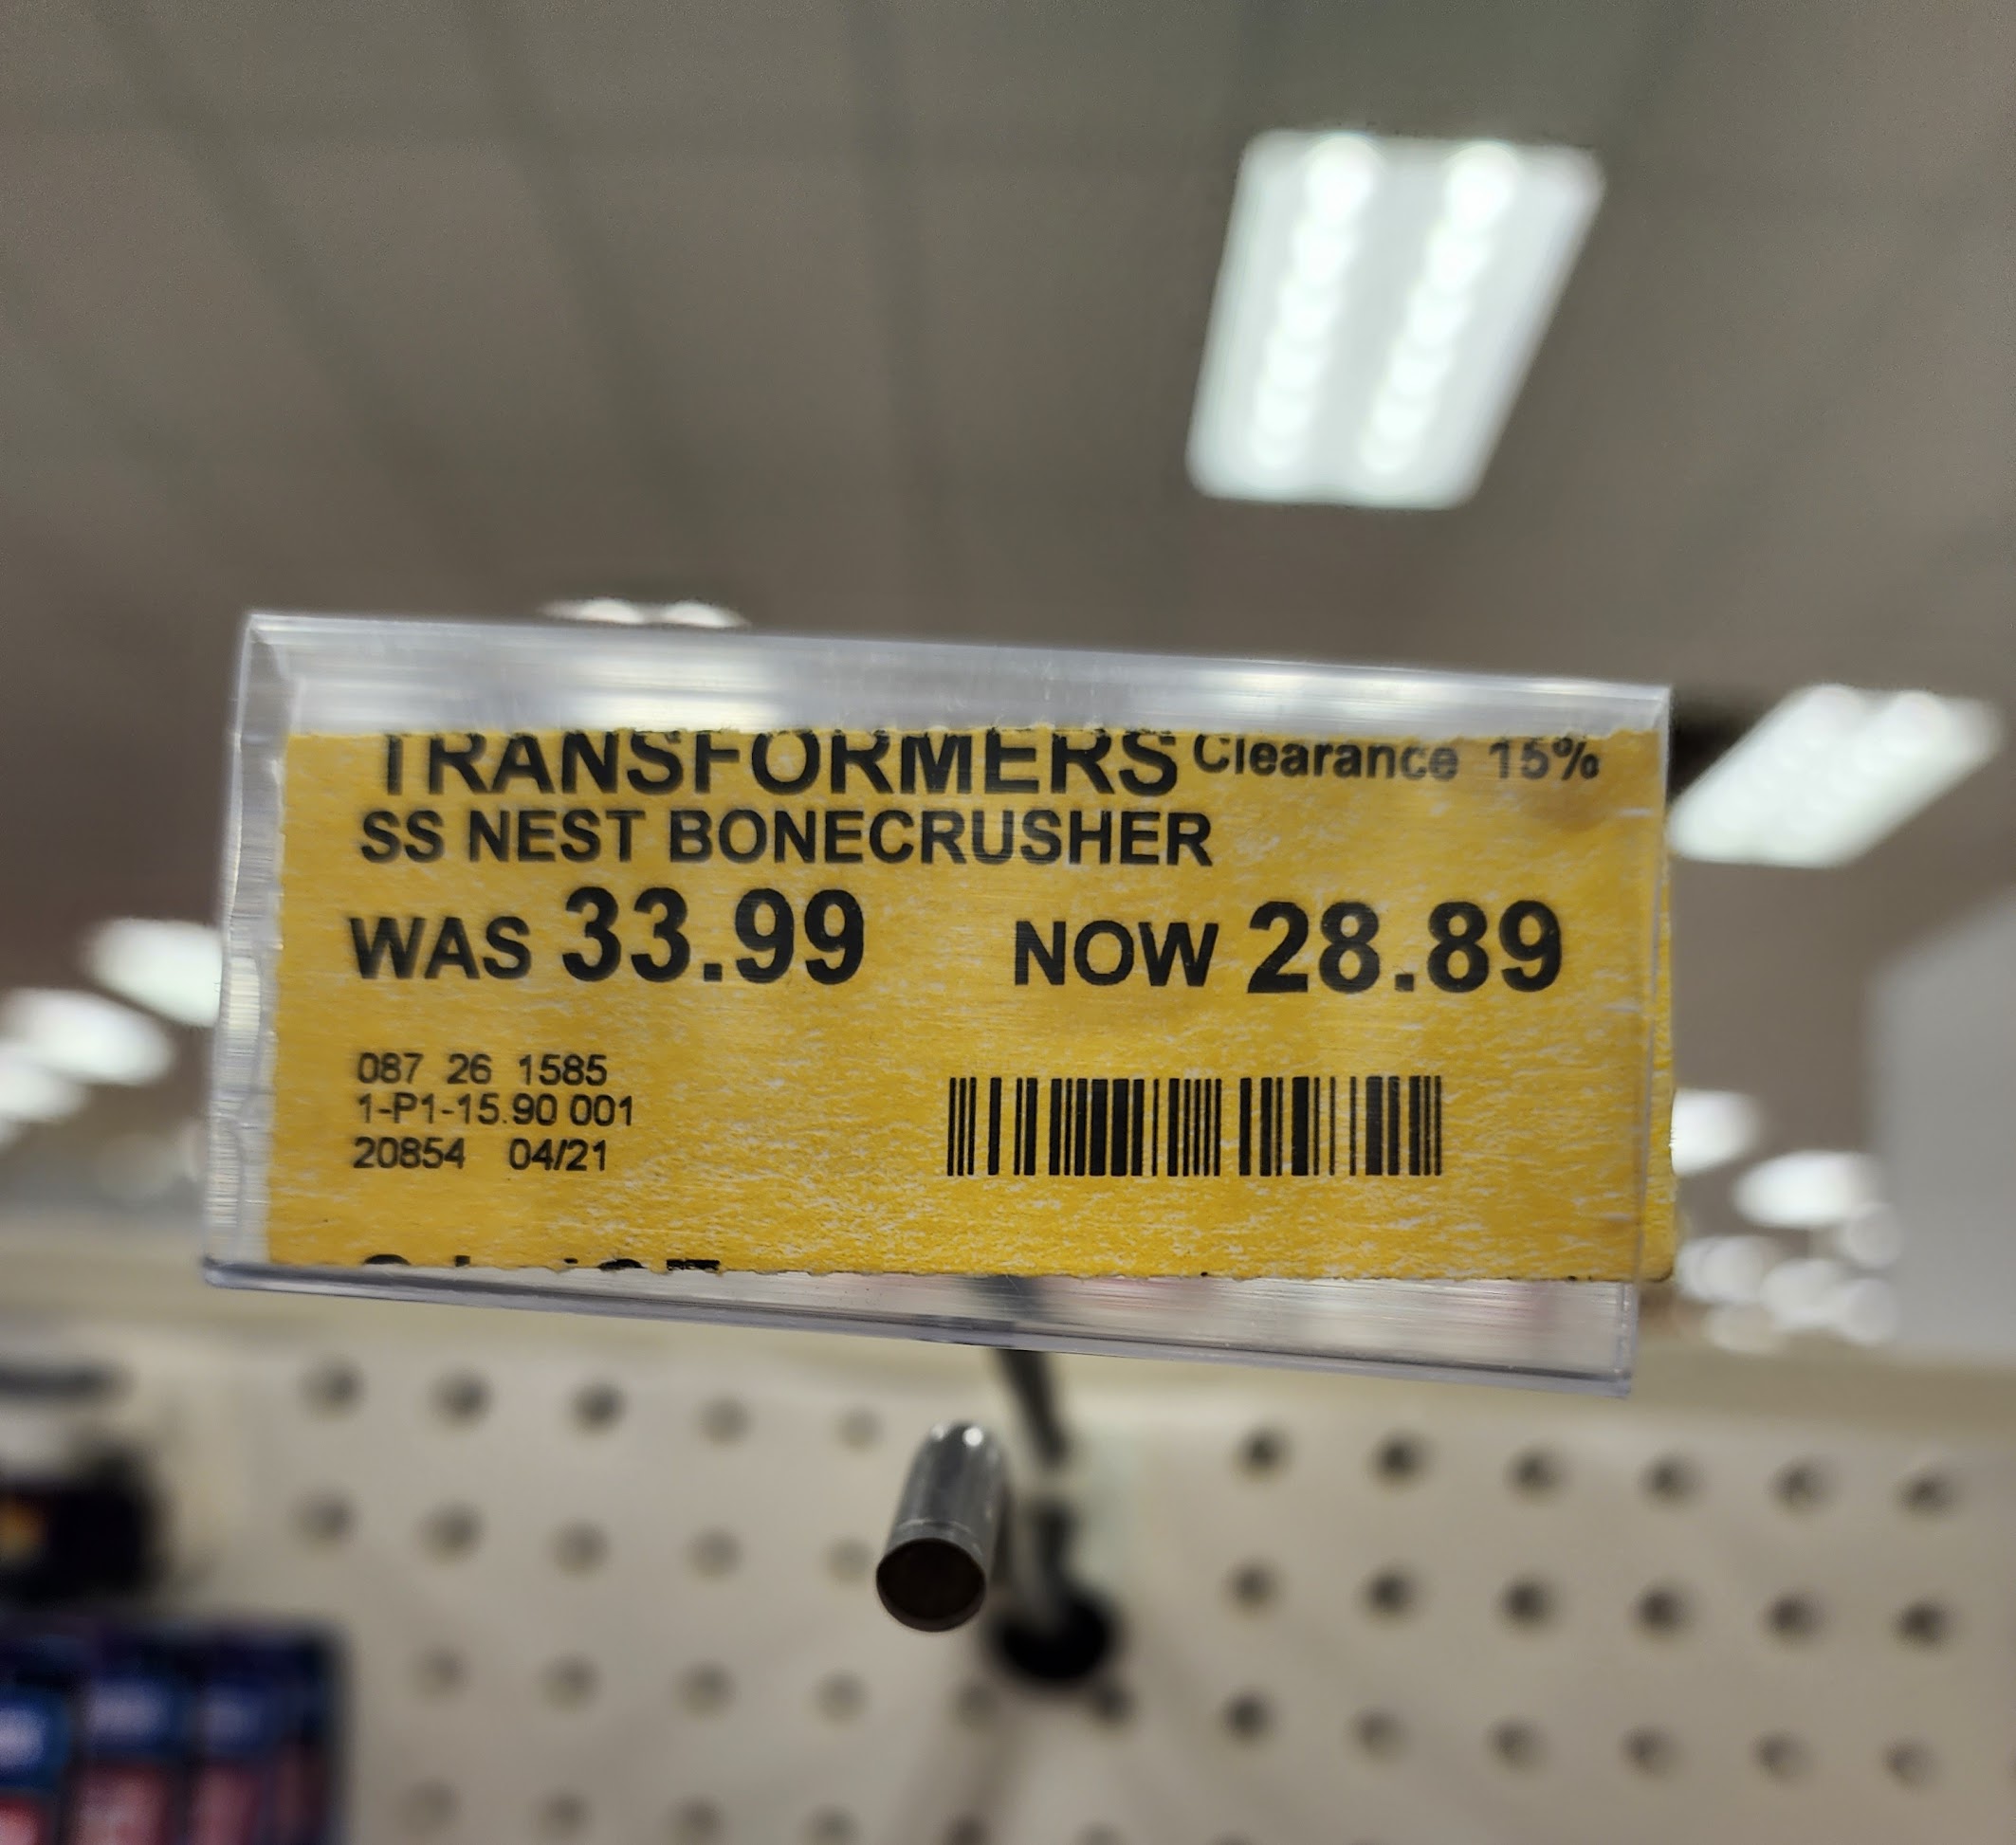 TRANSFORMERS Clearance 15%
SS NEST BONECRUSHER
WAS 33.99 NOW 28.89
087 26 1585
1-P1-15.90 001
20854 04/21